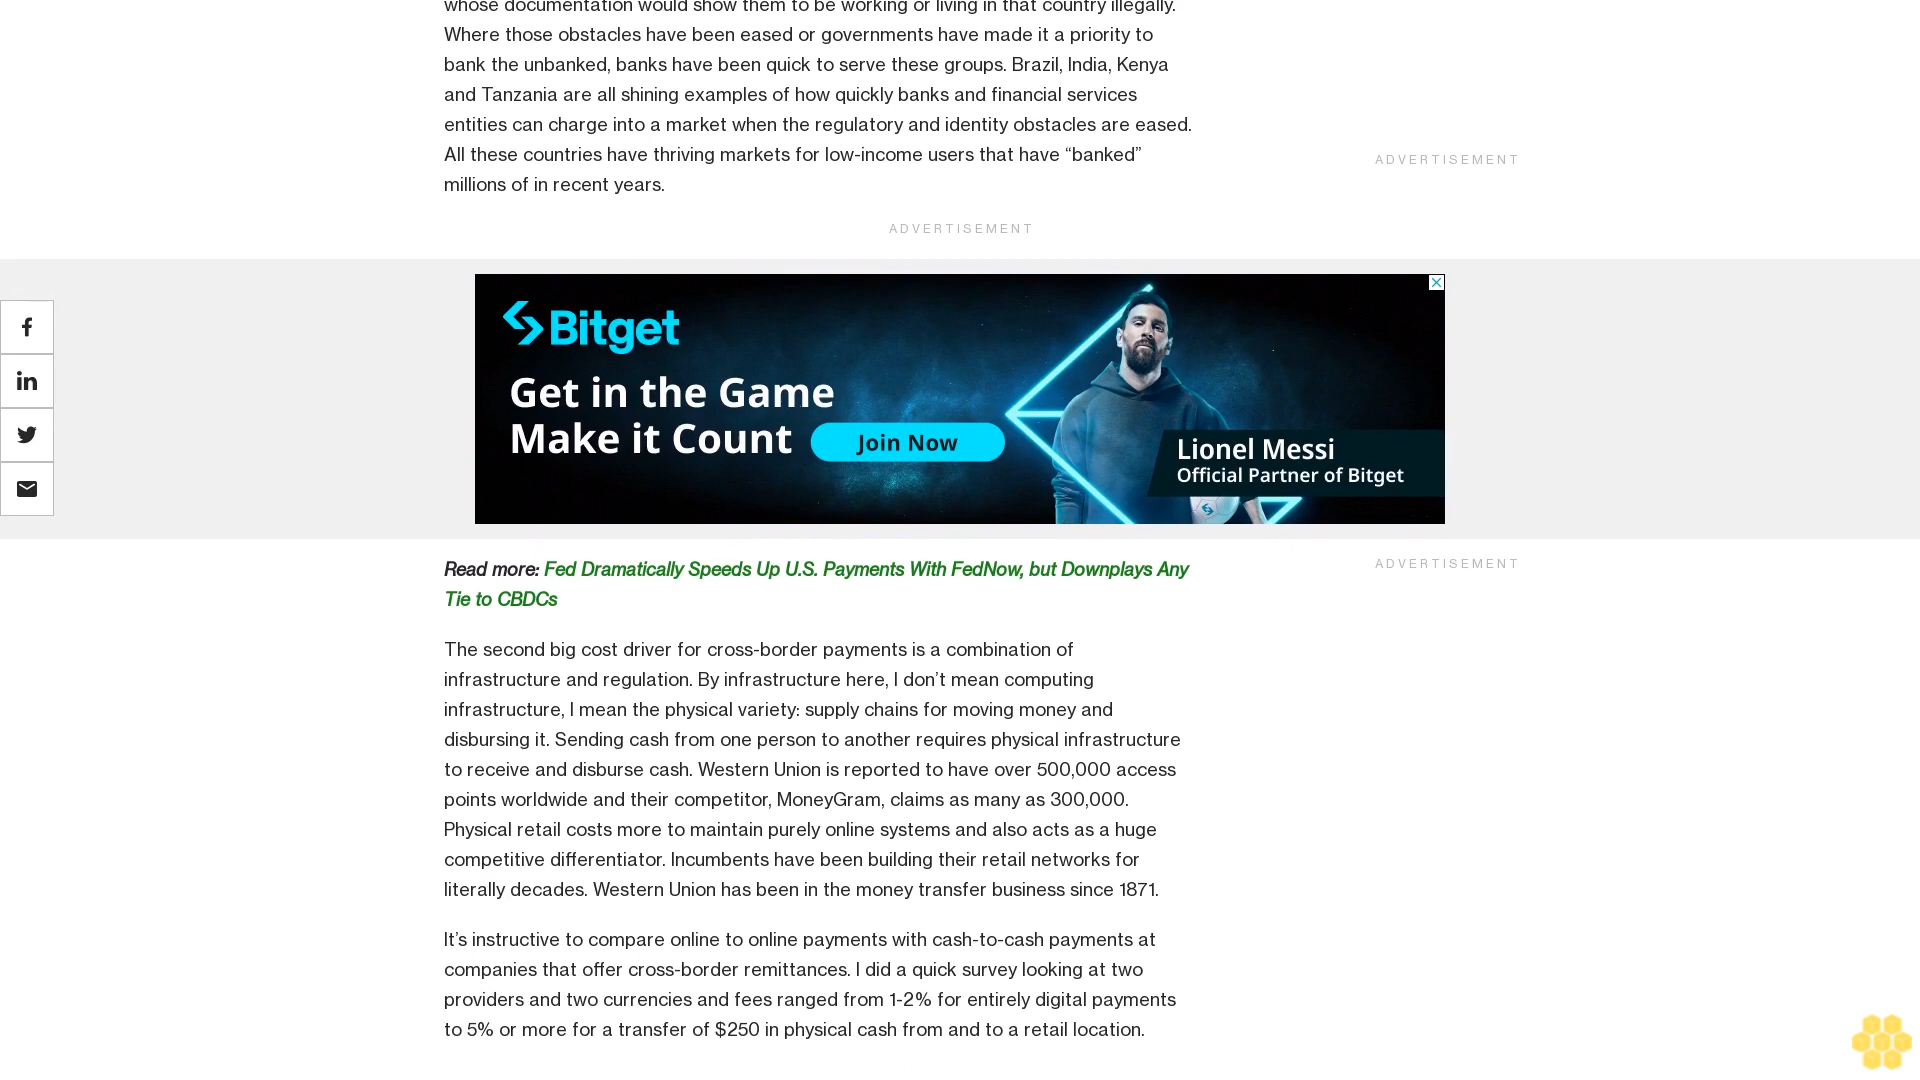 whose documentation would show them to be working or living in that country illegally.
Where those obstacles have been eased or governments have made it a priority to
bank the unbanked, banks have been quick to serve these groups. Brazil, India, Kenya
and Tanzania are all shining examples of how quickly banks and financial services
entities can charge into a market when the regulatory and identity obstacles are eased.
All these countries have thriving markets for low-income users that have “banked”
millions of in recent years.
ADVERTISEMENT
ADVERTISEMENT
Bitget
Get in the Game
Make it Count
Join Now
Lionel Messi
Official Partner of Bitget
Read more: Fed Dramatically Speeds Up U.S. Payments With FedNow, but Downplays Any
Tie to CBDCs
ADVERTISEMENT
The second big cost driver for cross-border payments is a combination of
infrastructure and regulation. By infrastructure here, I don’t mean computing
infrastructure, I mean the physical variety: supply chains for moving money and
disbursing it. Sending cash from one person to another requires physical infrastructure
to receive and disburse cash. Western Union is reported to have over 500,000 access
points worldwide and their competitor, MoneyGram, claims as many as 300,000.
Physical retail costs more to maintain purely online systems and also acts as a huge
competitive differentiator. Incumbents have been building their retail networks for
literally decades. Western Union has been in the money transfer business since 1871.
It’s instructive to compare online to online payments with cash-to-cash payments at
companies that offer cross-border remittances. I did a quick survey looking at two
providers and two currencies and fees ranged from 1-2% for entirely digital payments
to 5% or more for a transfer of $250 in physical cash from and to a retail location.